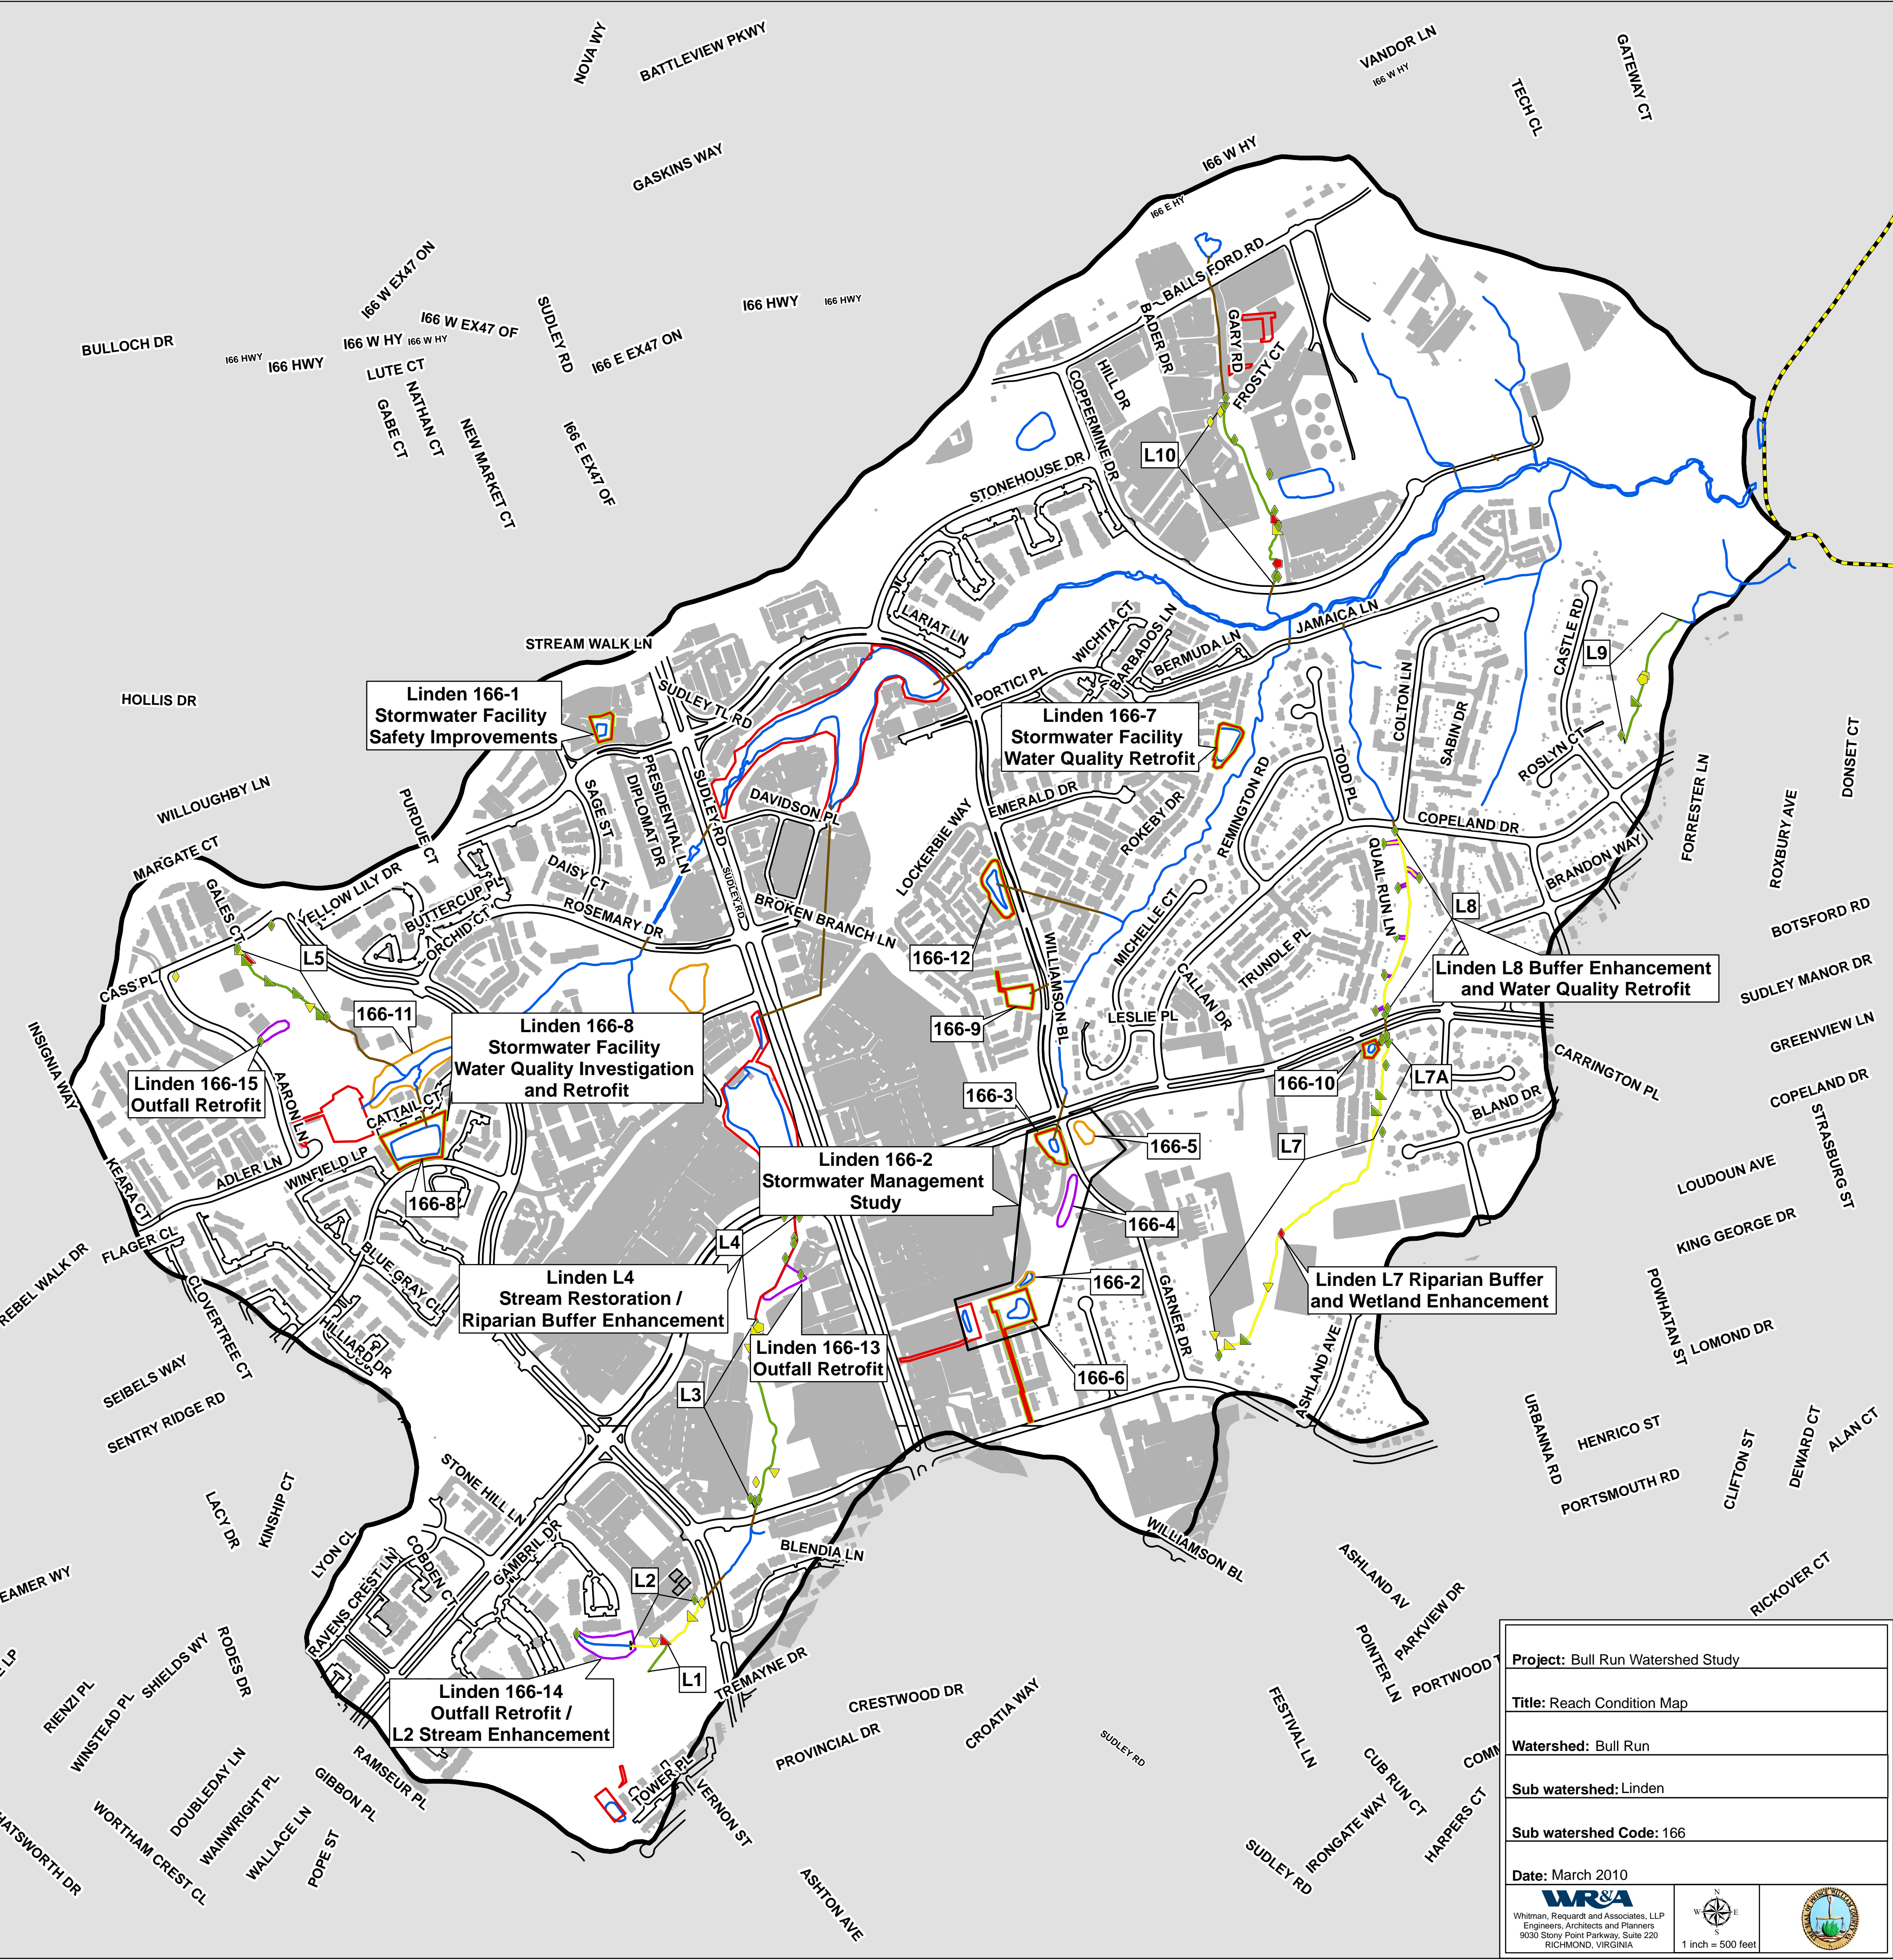 NOVA WY
BATTLEVIEW PKWY
VANDOR LN
I66 W HY
GATEWAY CT
TECH CL
GASKINS WAY
I66 W HY
I66 E HY
I66 W EX47 ON
I66 W EX47 OF
SUDLEY RD
I66 HWY
I66 HWY
I66 E EX47 ON
BULLOCH DR
I66 HWY
I66 HWY
I66 W HY
I66 W HY
LUTE CT
NATHAN CT
GABE CT
NEW MARKET CT
I66 E EX47 OF
BALLS FORD RD
BADER DR
GARY RD
FROSTY CT
HILL DR
COPPERMINE DR
L10
STONEHOUSE DR
LARIAT LN
WICHITA CT
BARBADOS LN
BERMUDA LN
JAMAICA LN
PORTICI PL
CASTLE RD
L9
STREAM WALK LN
SUDLEY TL RD
HOLLIS DR
Linden 166-1
Stormwater Facility
Safety Improvements
Linden 166-7
Stormwater Facility
Water Quality Retrofit
COLTON LN
SABIN DR
ROSLYN CT
TODD PL
REMINGTON RD
DONSET CT
FORRESTER LN
ROXBURY AVE
WILLOUGHBY LN
PURDUE CT
SAGE ST
DIPLOMAT DR
PRESIDENTIAL LN
SUDLEY RD
DAVIDSON PL
EMERALD DR
LOCKERBIE WAY
ROKEBY DR
COPELAND DR
QUAIL RUN LN
BRANDON WAY
MARGATE CT
GALES CT
YELLOW LILY DR
BUTTERCUP PL
ORCHID CT
DAISY CT
ROSEMARY DR
SUDLEY RD
BROKEN BRANCH LN
166-12
WILLIAMSON BL
MICHELLE CT
CALLAN DR
TRUNDLE PL
L8
BOTSFORD RD
Linden L8 Buffer Enhancement
and Water Quality Retrofit
SUDLEY MANOR DR
L5
CASS PL
166-11
166-9
LESLIE PL
GREENVIEW LN
INSIGNIA WAY
Linden 166-8
Stormwater Facility
Water Quality Investigation
and Retrofit
Linden 166-15
Outfall Retrofit
AARON LN
CATTAIL CT
166-3
166-10
L7A
BLAND DR
CARRINGTON PL
COPELAND DR
STRASBURG ST
166-5
L7
Linden 166-2
Stormwater Management
Study
KEARA CT
ADLER LN
WINFIELD LP
166-8
LOUDOUN AVE
166-4
KING GEORGE DR
FLAGER CL
REBEL WALK DR
CLOVERTREE CT
BLUE GRAY CL
L4
Linden L4
Stream Restoration /
Riparian Buffer Enhancement
166-2
GARNER DR
Linden L7 Riparian Buffer
and Wetland Enhancement
POWHATAN ST
LOMOND DR
HILLIARD DR
SEIBELS WAY
Linden 166-13
Outfall Retrofit
166-6
ASHLAND AVE
L3
SENTRY RIDGE RD
URBANNA RD
HENRICO ST
CLIFTON ST
DEWARD CT
ALAN CT
PORTSMOUTH RD
STONE HILL LN
LACY DR
KINSHIP CT
LYON CL
COBDEN CT
GAMBRIL DR
RAVENS CREST LN
BLENDIA LN
WILLIAMSON BL
ASHLAND AV
RICKOVER CT
EAMER WY
L2
PARKVIEW DR
POINTER LN
PORTWOOD T
RODES DR
SHIELDS WY
E LP
RIENZI PL
WINSTEAD PL
L1
TREMAYNE DR
CRESTWOOD DR
CROATIA WAY
PROVINCIAL DR
SUDLEY RD
FESTIVAL LN
Linden 166-14
Outfall Retrofit /
L2 Stream Enhancement
COMM
CUB RUN CT
HARPERS CT
IRONGATE WAY
SUDLEY RD
RAMSEUR PL
GIBBON PL
TOWER PL
VERNON ST
DOUBLEDAY LN
WAINWRIGHT PL
WALLACE LN
POPE ST
WORTHAM CREST CL
HATSWORTH DR
ASHTON AVE
Project: Bull Run Watershed Study
Title: Reach Condition Map
Watershed: Bull Run
Sub watershed: Linden
Sub watershed Code: 166
Date: March 2010
WR&A
Whitman, Requardt and Associates, LLP
Engineers, Architects and Planners
9030 Stony Point Parkway, Suite 220
RICHMOND, VIRGINIA
N
W E
S
1 inch = 500 feet